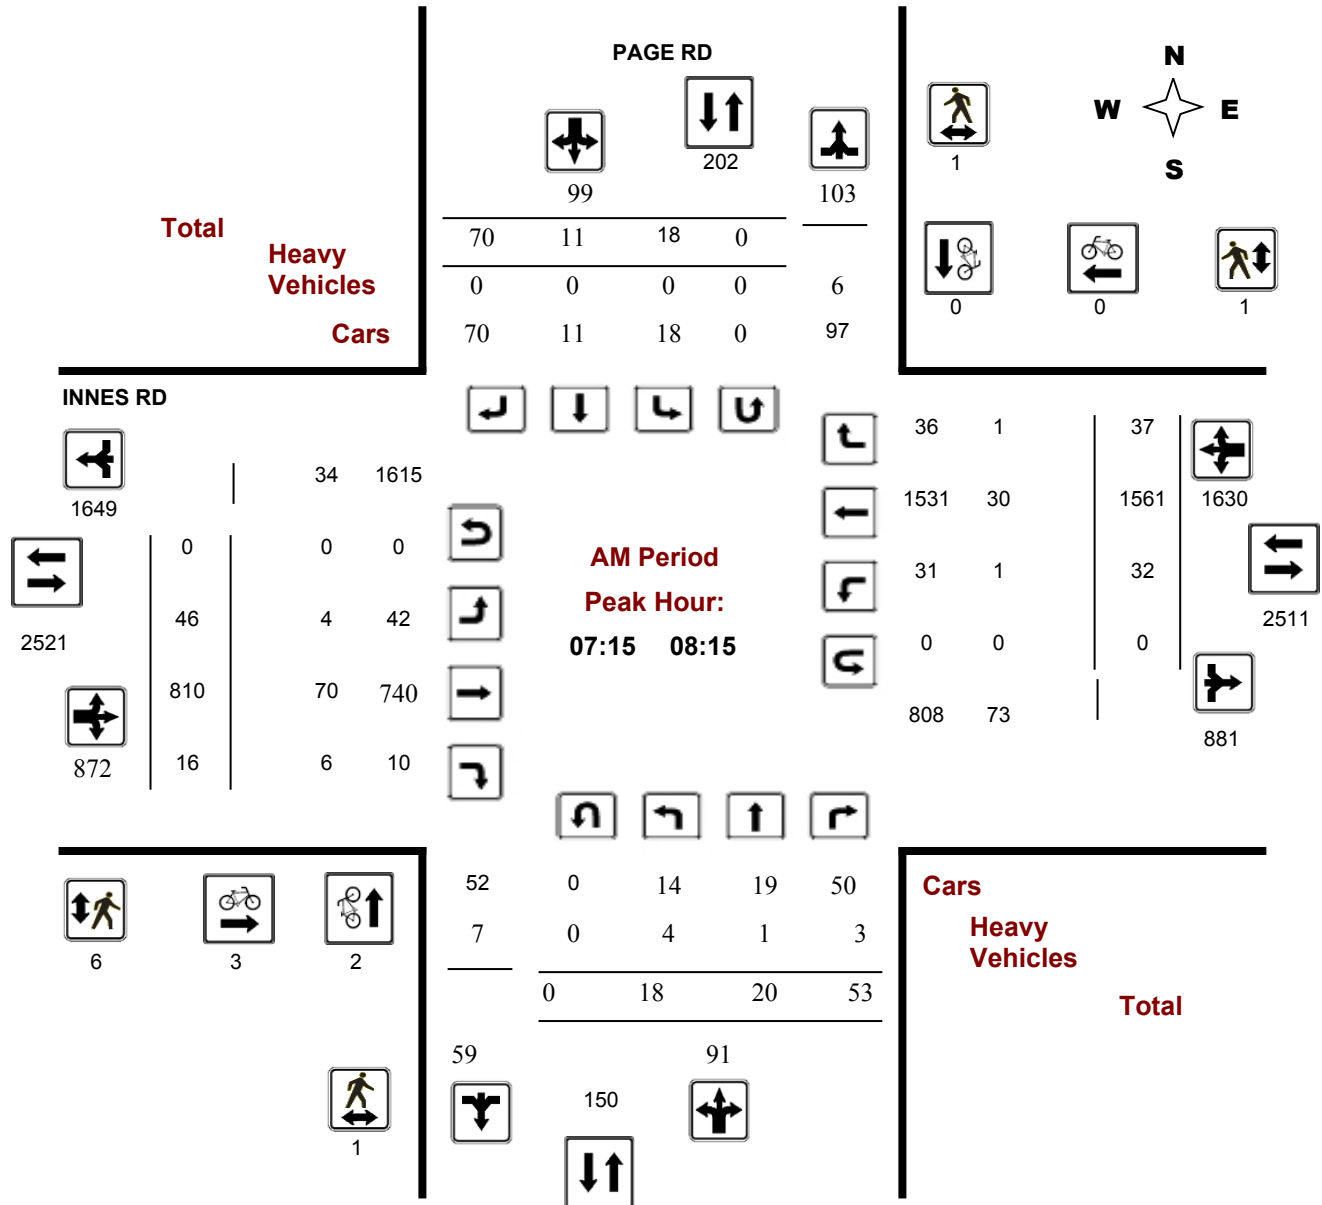 PAGE RD
N
W E
S
202
1
99
103
Total
70 11 18 0
Heavy
Vehicles
0 0 0 0 6
0 0 1
Cars
70 11 18 0 97
INNES RD
36 1 37
34 1615
1649
1531 30 1561 1630
0 0 0
AM Period
31 1 32
Peak Hour:
46 4 42
2511
2521
07:15 08:15
0 0 0
810 70 740
808 73
881
872 16 6 10
52 0 14 19 50
Cars
7 0 4 1 3
Heavy
Vehicles
6 3 2
0 18 20 53
Total
59 91
150
1